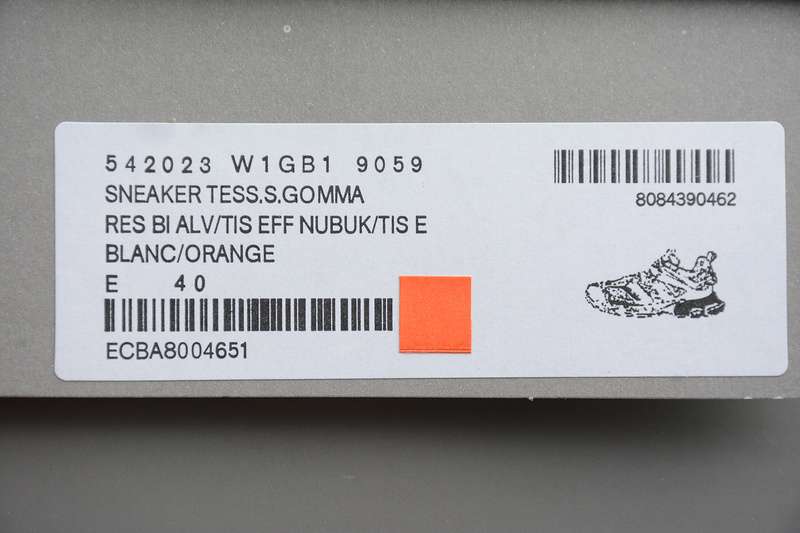 542023 W1GB1 9059
SNEAKER TESS.S.GOMMA
RES BI ALV/TIS EFF NUBUK/TIS E
BLANC/ORANGE
E 40
ECBA8004651
8084390462